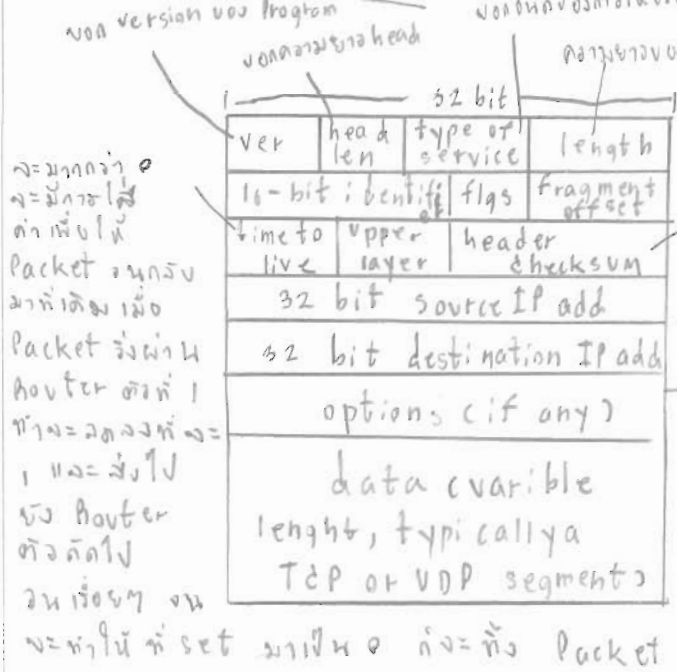 บอก version ของ Program
บอกความยาว head
ความยาวข
32 bit
ver
head len
type of service
length
16-bit identifier
flgs
fragment offset
time to live
upper layer
header checksum
32 bit source IP add
32 bit destination IP add
options (if any)
data (varible
lenght, typicallya
TCP or UDP segment)
จะมากกว่า 0
จะมีการใส่
ค่าเพื่อให้
Packet วนกลับ
มาที่เดิม เมื่อ
Packet วิ่งผ่าน
Router ตัวที่ 1
ค่าจะลดลงทีละ
1 และส่งไป
ยัง Router
ตัวถัดไป
วนเรื่อยๆ จน
จะทำให้ที่ set มาเป็น 0 ก็จะทิ้ง Packet